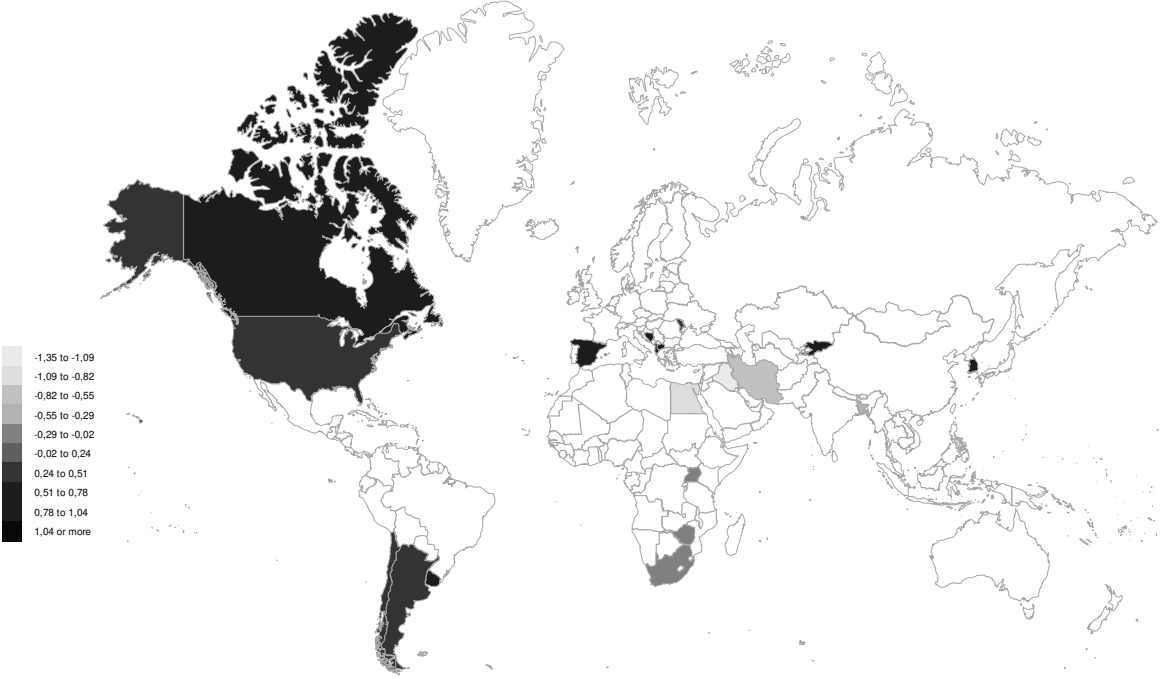 -1,35 to -1,09
-1,09 to -0,82
-0,82 to -0,55
-0,55 to -0,29
-0,29 to -0,02
-0,02 to 0,24
0,24 to 0,51
0,51 to 0,78
0,78 to 1,04
1,04 or more